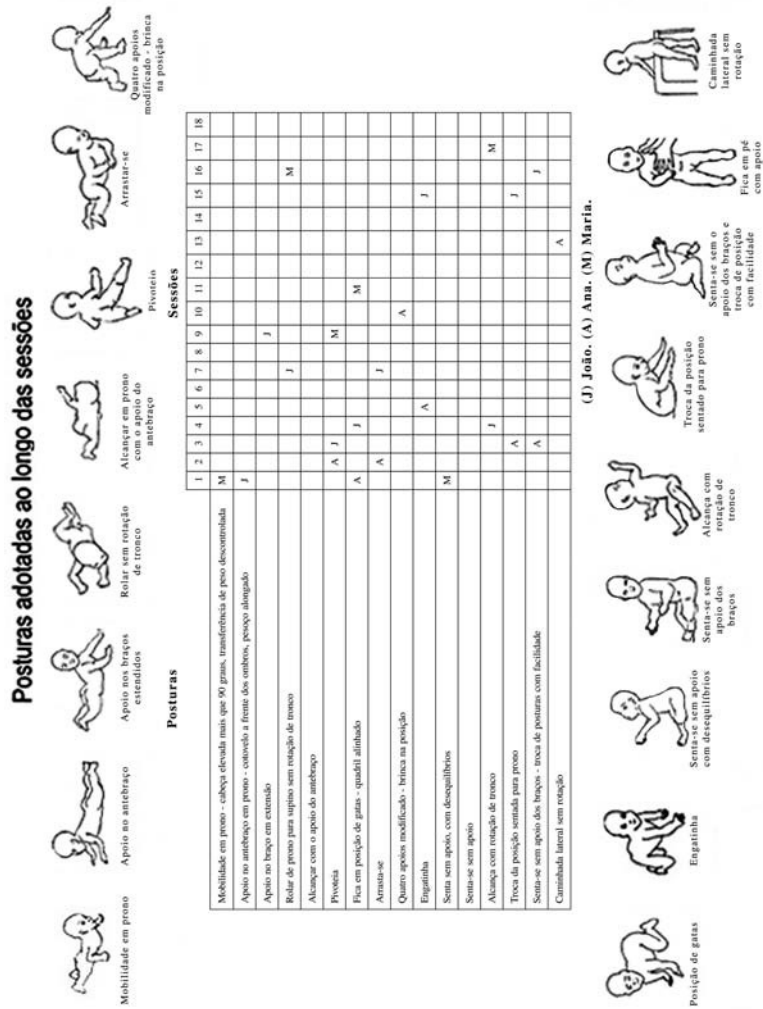 Posturas adotadas ao longo das sessões
Mobilidade em prono
Apoio no antebraço
Apoio nos braços
estendidos
Rolar sem rotação
de tronco
Alcançar em prono
com o apoio do
antebraço
Pivoteio
Arrastar-se
Quatro apoios
modificado - brinca
na posição
Posturas
Sessões
1 2 3 4 5 6 7 8 9 10 11 12 13 14 15 16 17 18
Mobilidade em prono - cabeça elevada mais que 90 graus, transferência de peso descontrolada M
Apoio no antebraço em prono - cotovelo a frente dos ombros, pesoço alongado J
Apoio no braço em extensão J
Rolar de prono para supino sem rotação de tronco J M
Alcançar com o apoio do antebraço
Pivoteia A J M
Fica em posição de gatas - quadril alinhado A J M
Arrasta-se A J
Quatro apoios modificado - brinca na posição A
Engatinha A J
Senta sem apoio, com desequilíbrios M
Senta-se sem apoio
Alcança com rotação de tronco J M
Troca da posição sentada para prono A J
Senta-se sem apoio dos braços - troca de posturas com facilidade A J
Caminhada lateral sem rotação A
(J) João. (A) Ana. (M) Maria.
Posição de gatas
Engatinha
Senta-se sem apoio
com desequilíbrios
Senta-se sem
apoio dos
braços
Alcança com
rotação de
tronco
Troca da posição
sentado para prono
Senta-se sem o
apoio dos braços e
troca de posição
com facilidade
Fica em pé
com apoio
Caminhada
lateral sem
rotação